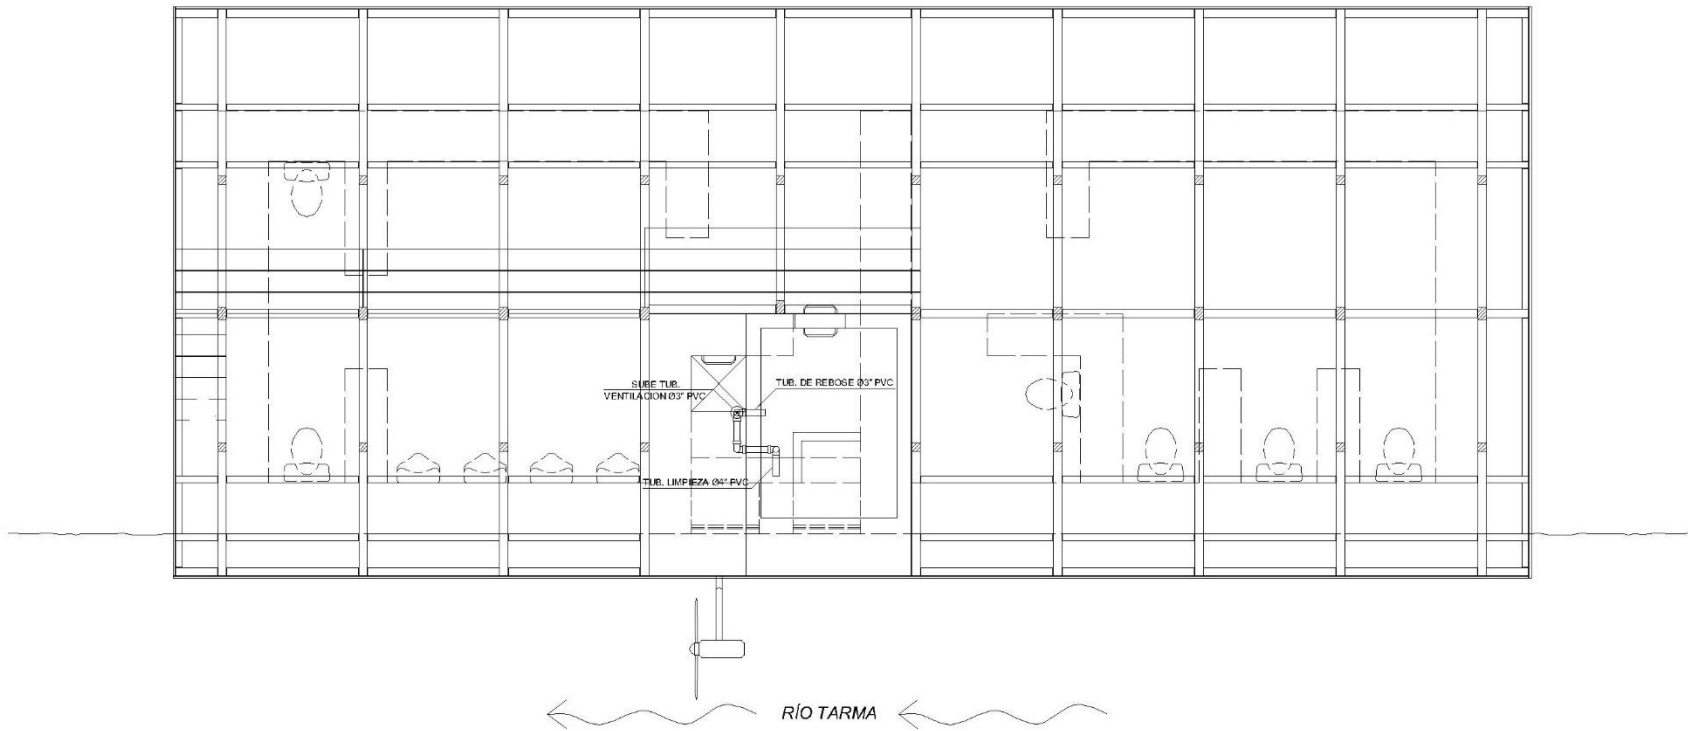 SUBE TUB.
VENTILACION Ø3" PVC
TUB. DE REBOSE Ø3" PVC
TUB. LIMPIEZA Ø4" PVC
RÍO TARMA